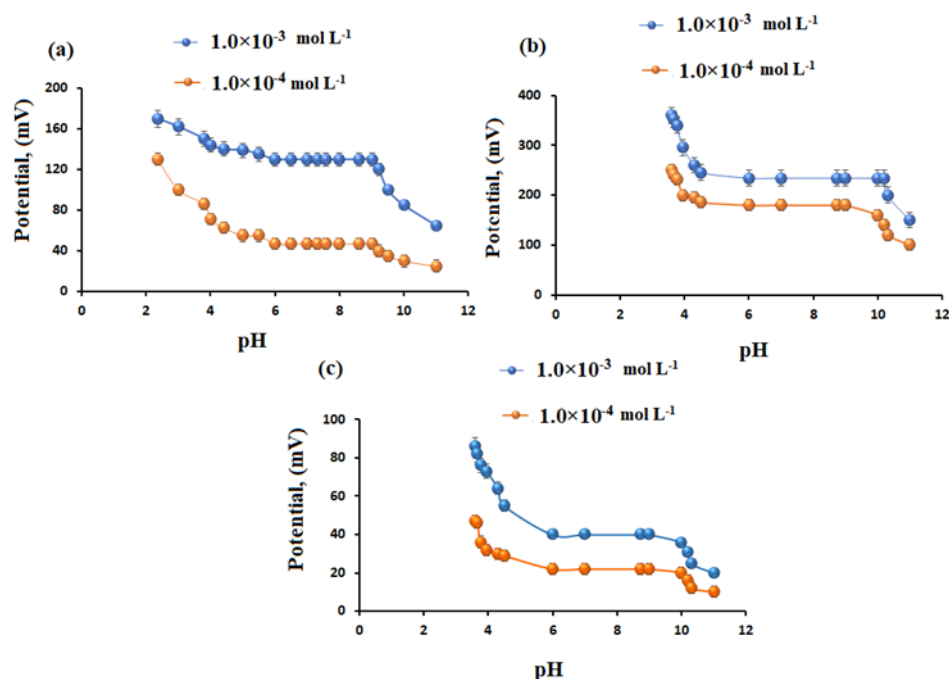 (a)
1.0×10⁻³ mol L⁻¹
1.0×10⁻⁴ mol L⁻¹
Potential, (mV)
200
160
120
80
40
0
0 2 4 6 8 10 12
pH
(b)
1.0×10⁻³ mol L⁻¹
1.0×10⁻⁴ mol L⁻¹
Potential, (mV)
400
300
200
100
0
0 2 4 6 8 10 12
pH
(c)
1.0×10⁻³ mol L⁻¹
1.0×10⁻⁴ mol L⁻¹
Potential, (mV)
100
80
60
40
20
0
0 2 4 6 8 10 12
pH